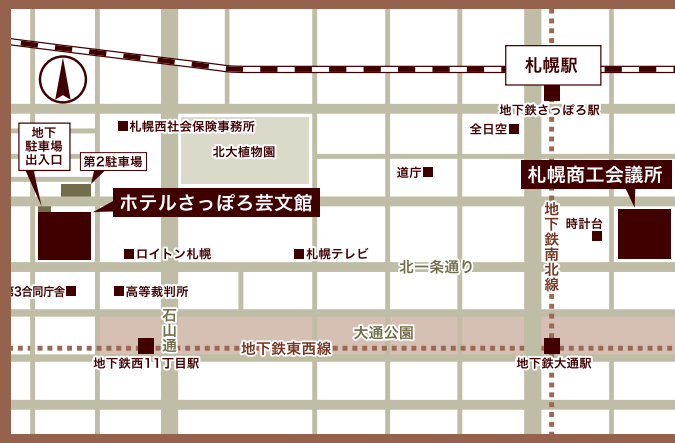 札幌駅
地下鉄さっぽろ駅
札幌西社会保険事務所
全日空
地下
駐車場
出入口
第2駐車場
北大植物園
道庁
札幌商工会議所
ホテルさっぽろ芸文館
地下鉄南北線
時計台
ロイトン札幌
札幌テレビ
北一条通り
第3合同庁舎
高等裁判所
石山通
大通公園
地下鉄東西線
地下鉄西11丁目駅
地下鉄大通駅